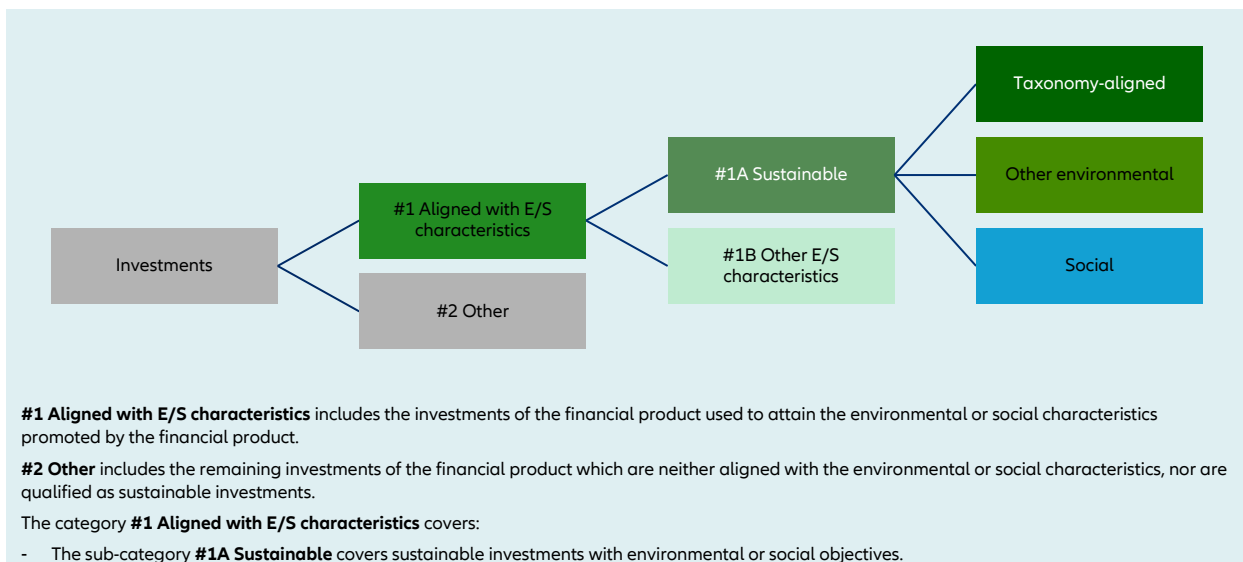 Taxonomy-aligned
#1A Sustainable
Other environmental
#1 Aligned with E/S
characteristics
Investments
#1B Other E/S
characteristics
Social
#2 Other
#1 Aligned with E/S characteristics includes the investments of the financial product used to attain the environmental or social characteristics
promoted by the financial product.
#2 Other includes the remaining investments of the financial product which are neither aligned with the environmental or social characteristics, nor are
qualified as sustainable investments.
The category #1 Aligned with E/S characteristics covers:
- The sub-category #1A Sustainable covers sustainable investments with environmental or social objectives.